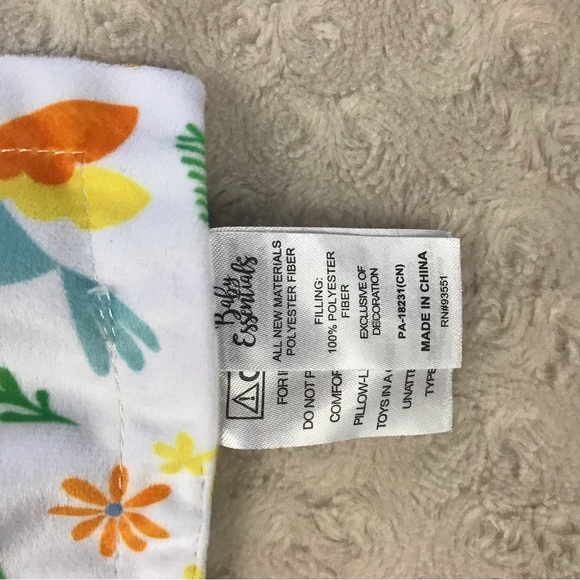 Baby
Essentials
ALL NEW MATERIALS
POLYESTER FIBER
FILLING:
100% POLYESTER
FIBER
EXCLUSIVE OF
DECORATION
PA-18231(CN)
MADE IN CHINA
RN#93551
FOR I
DO NOT P
COMFOR
PILLOW-L
TOYS IN A
UNATT
TYPE